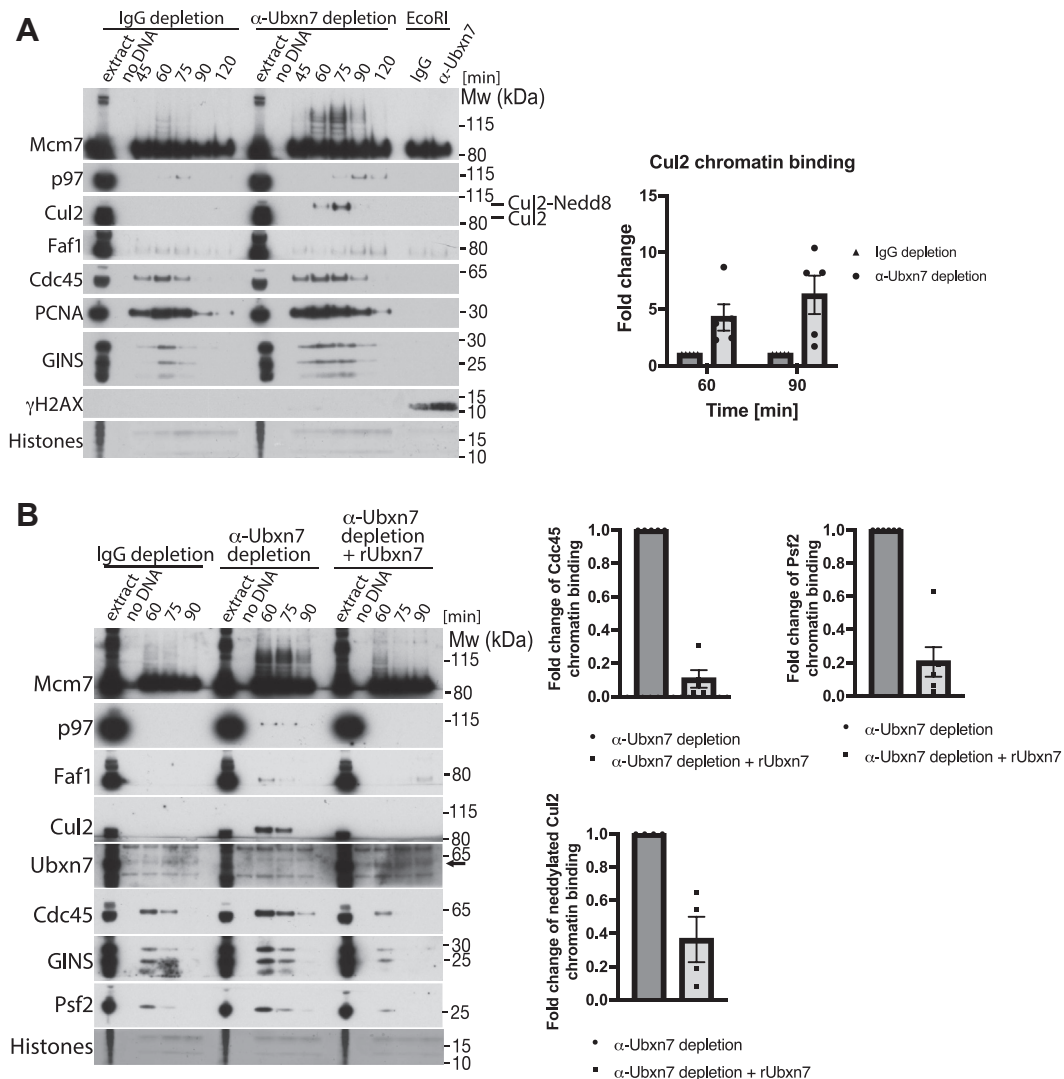 A
IgG depletion
α-Ubxn7 depletion
EcoRI
extract
no DNA
45
60
75
90
120
extract
no DNA
45
60
75
90
120
IgG
α-Ubxn7
[min]
Mw (kDa)
Mcm7
115
80
p97
115
Cul2
115
80
Cul2-Nedd8
Cul2
Faf1
80
Cdc45
65
PCNA
30
GINS
30
25
γH2AX
15
10
Histones
15
10
Cul2 chromatin binding
Fold change
15
10
5
0
60
90
Time [min]
IgG depletion
α-Ubxn7 depletion
B
IgG depletion
α-Ubxn7
depletion
α-Ubxn7
depletion
+ rUbxn7
extract
no DNA
60
75
90
extract
no DNA
60
75
90
extract
no DNA
60
75
90
[min]
Mw (kDa)
Mcm7
115
80
p97
115
Faf1
80
Cul2
115
80
Ubxn7
65
Cdc45
65
GINS
30
25
Psf2
25
Histones
15
10
Fold change of Cdc45
chromatin binding
1.0
0.8
0.6
0.4
0.2
0.0
α-Ubxn7 depletion
α-Ubxn7 depletion + rUbxn7
Fold change of Psf2
chromatin binding
1.0
0.8
0.6
0.4
0.2
0.0
α-Ubxn7 depletion
α-Ubxn7 depletion + rUbxn7
Fold change of neddylated Cul2
chromatin binding
1.0
0.8
0.6
0.4
0.2
0.0
α-Ubxn7 depletion
α-Ubxn7 depletion + rUbxn7